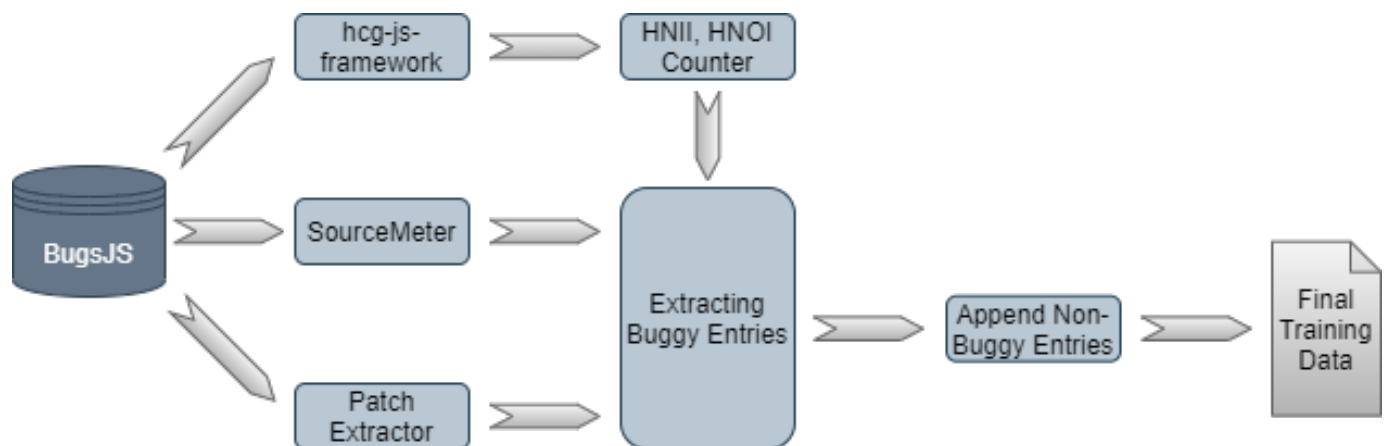 hcg-js-
framework
HNII, HNOI
Counter
BugsJS
SourceMeter
Extracting
Buggy Entries
Append Non-
Buggy Entries
Final
Training
Data
Patch
Extractor